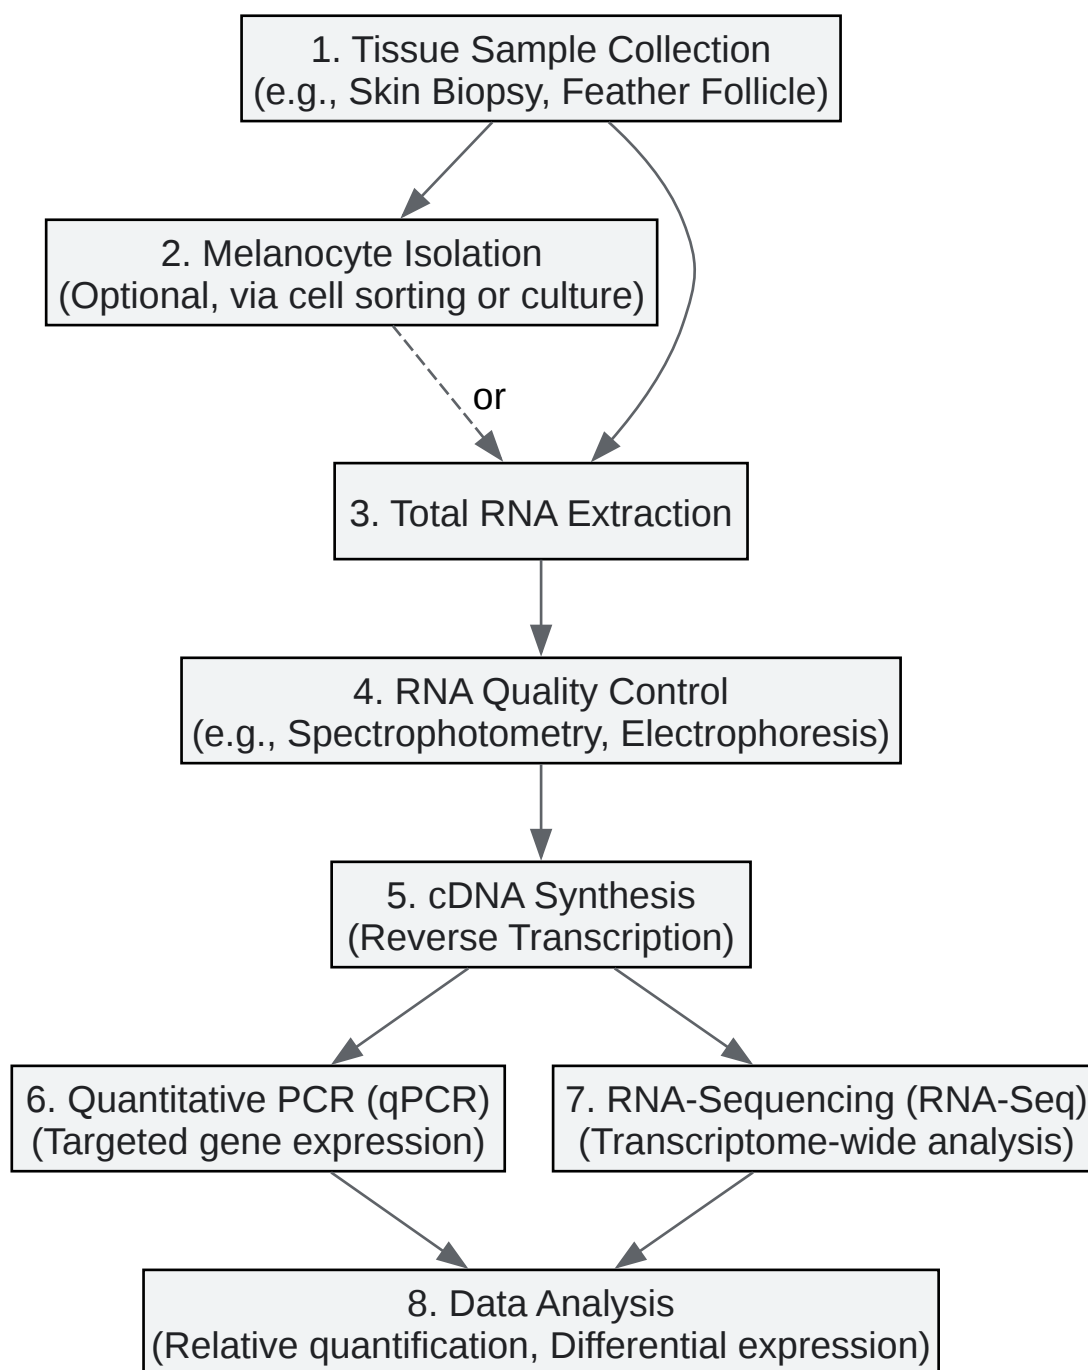 1. Tissue Sample Collection
(e.g., Skin Biopsy, Feather Follicle)
2. Melanocyte Isolation
(Optional, via cell sorting or culture)
or
3. Total RNA Extraction
4. RNA Quality Control
(e.g., Spectrophotometry, Electrophoresis)
5. cDNA Synthesis
(Reverse Transcription)
6. Quantitative PCR (qPCR)
(Targeted gene expression)
7. RNA-Sequencing (RNA-Seq)
(Transcriptome-wide analysis)
8. Data Analysis
(Relative quantification, Differential expression)